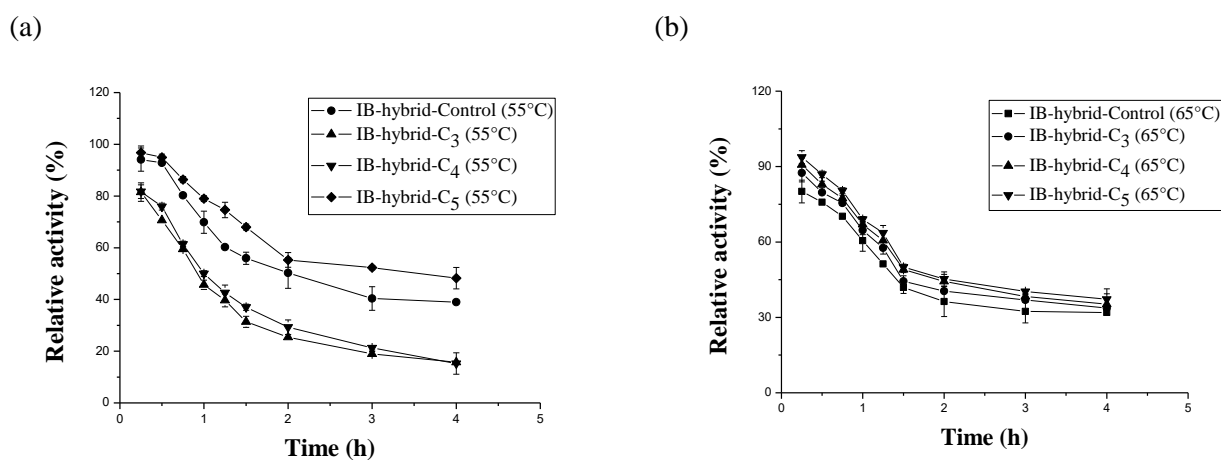 (a)
(b)
120
100
80
60
40
20
0
0
1
2
3
4
5
Relative activity (%)
Time (h)
IB-hybrid-Control (55°C)
IB-hybrid-C3 (55°C)
IB-hybrid-C4 (55°C)
IB-hybrid-C5 (55°C)
120
90
60
30
0
0
1
2
3
4
5
Relative activity (%)
Time (h)
IB-hybrid-Control (65°C)
IB-hybrid-C3 (65°C)
IB-hybrid-C4 (65°C)
IB-hybrid-C5 (65°C)